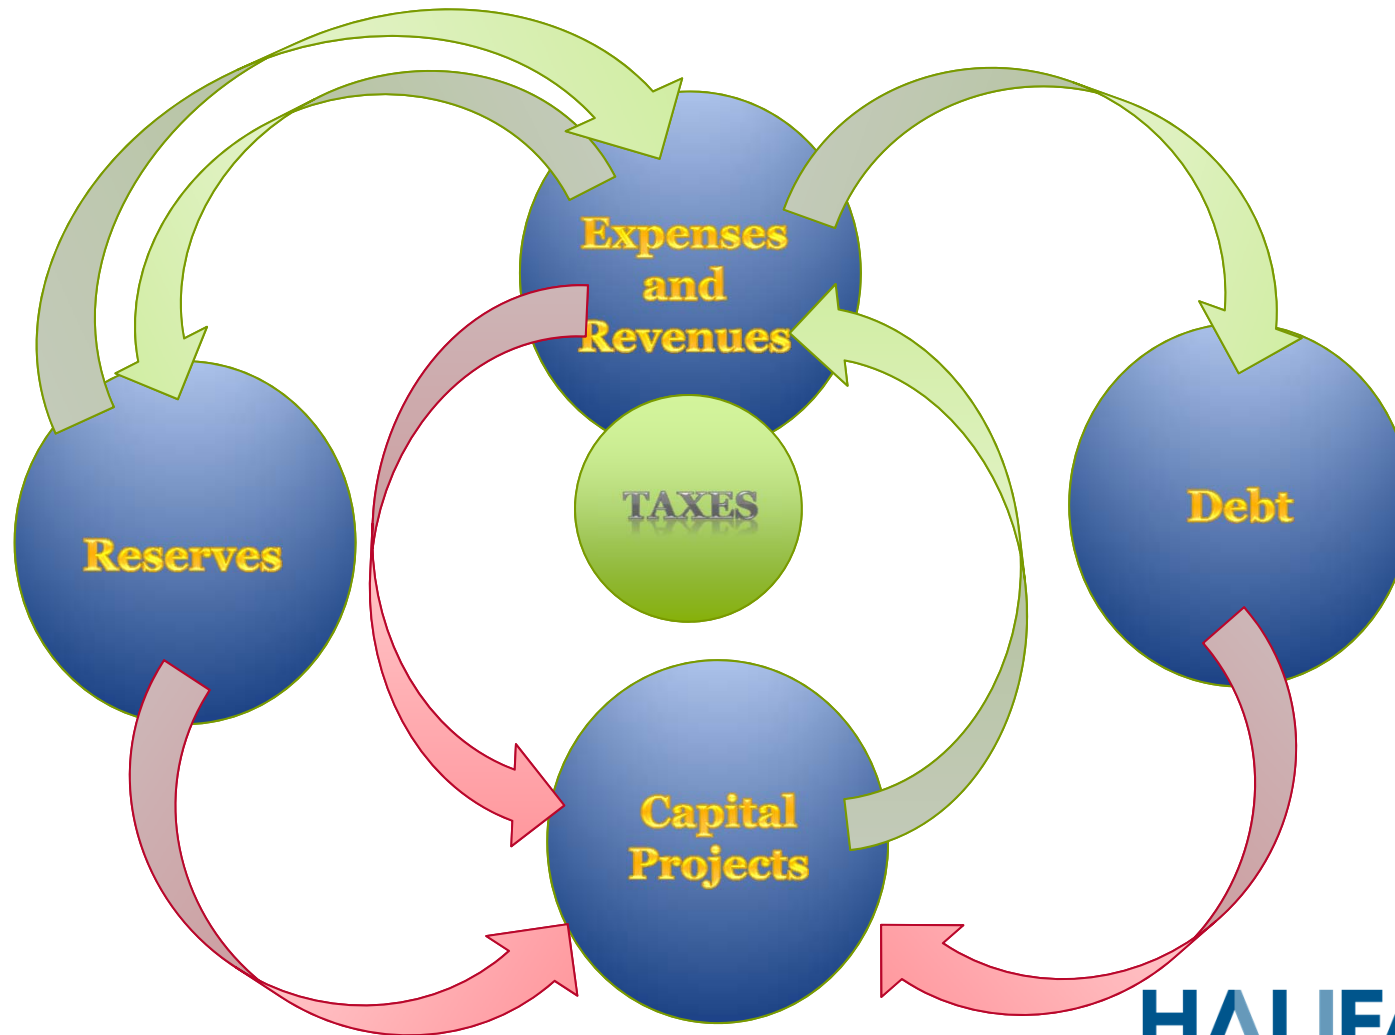 Expenses
and
Revenues
TAXES
Debt
Reserves
Capital
Projects